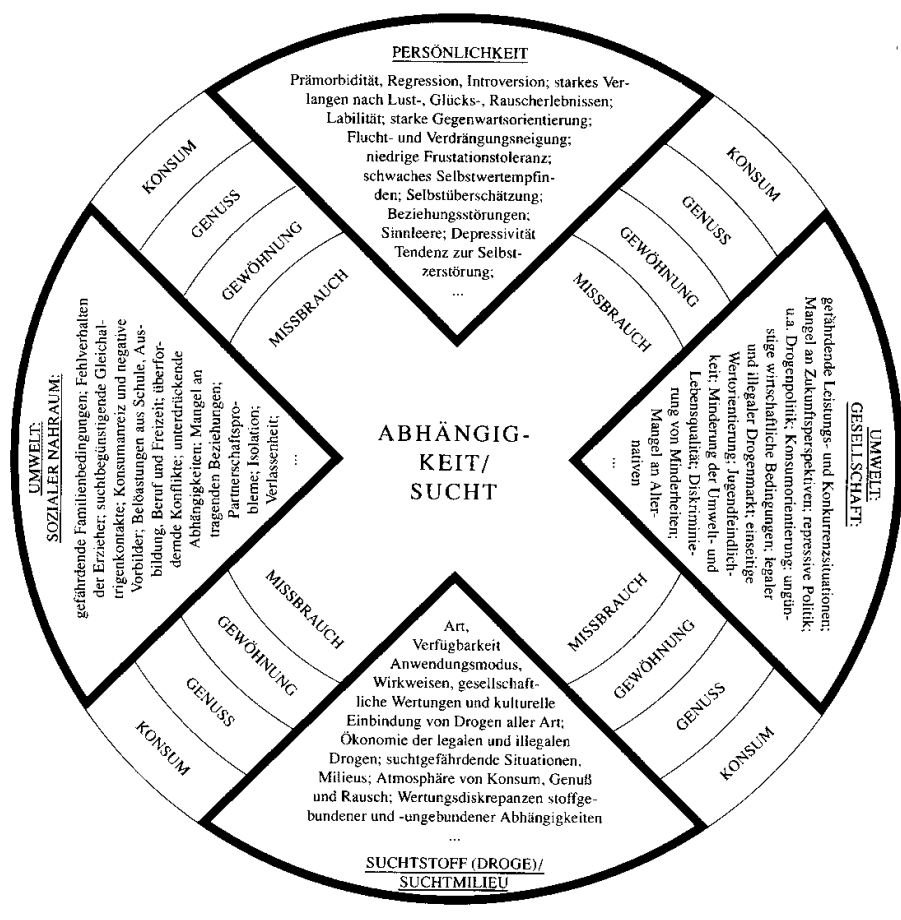 PERSÖNLICHKEIT
Prämorbidität, Regression, Introversion; starkes Ver-
langen nach Lust-, Glücks-, Rauscherlebnissen;
Labilität; starke Gegenwartsorientierung;
Flucht- und Verdrängungsneigung;
niedrige Frustationstoleranz;
schwaches Selbstwertempfin-
den; Selbstüberschätzung;
Beziehungsstörungen;
Sinnleere; Depressivität
Tendenz zur Selbst-
zerstörung;
...
KONSUM
GENUSS
GEWÖHNUNG
MISSBRAUCH
KONSUM
GENUSS
GEWÖHNUNG
MISSBRAUCH
UMWELT:
SOZIALER NAHRAUM:
gefährdende Familienbedingungen; Fehlverhalten
der Erzieher; suchtbegünstigende Gleichal-
trigenkontakte; Konsumanreiz und negative
Vorbilder; Belöastungen aus Schule, Aus-
bildung, Beruf und Freizeit; überfor-
dernde Konflikte, unterdrückende
Abhängigkeiten; Mangel an
tragenden Beziehungen;
Partnerschaftspro-
bleme; Isolation;
Verlassenheit;
...
ABHÄNGIG-
KEIT/
SUCHT
UMWELT:
GESELLSCHAFT:
gefährdende Leistungs- und Konkurrenzsituationen;
Mangel an Zukunftsperspektiven; repressive Politik;
u.a. Drogenpolitik; Konsumorientierung; ungün-
stige wirtschaftliche Bedingungen; legaler
und illegaler Drogenmarkt; einseitige
Wertorientierung; Jugendfeindlich-
keit; Minderung der Umwelt- und
Lebensqualität; Diskriminie-
rung von Minderheiten;
Mangel an Alter-
nativen
...
MISSBRAUCH
GEWÖHNUNG
GENUSS
KONSUM
MISSBRAUCH
GEWÖHNUNG
GENUSS
KONSUM
Art,
Verfügbarkeit
Anwendungsmodus,
Wirkweisen, gesellschaft-
liche Wertungen und kulturelle
Einbindung von Drogen aller Art;
Ökonomie der legalen und illegalen
Drogen; suchtgefährdende Situationen,
Milieus; Atmosphäre von Konsum, Genuß
und Rausch; Wertungsdiskrepanzen stoffge-
bundener und -ungebundener Abhängigkeiten
...
SUCHTSTOFF (DROGE)/
SUCHTMILIEU